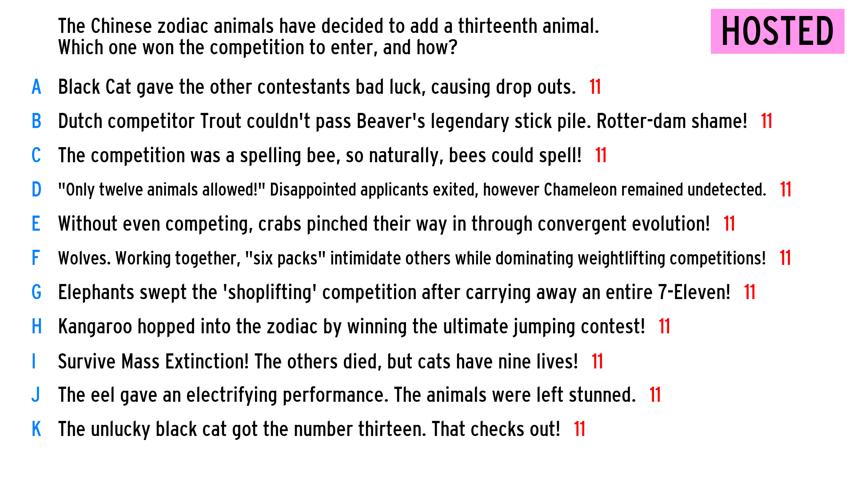 The Chinese zodiac animals have decided to add a thirteenth animal.
Which one won the competition to enter, and how?
HOSTED
A Black Cat gave the other contestants bad luck, causing drop outs. 11
B Dutch competitor Trout couldn't pass Beaver's legendary stick pile. Rotter-dam shame! 11
C The competition was a spelling bee, so naturally, bees could spell! 11
D "Only twelve animals allowed!" Disappointed applicants exited, however Chameleon remained undetected. 11
E Without even competing, crabs pinched their way in through convergent evolution! 11
F Wolves. Working together, "six packs" intimidate others while dominating weightlifting competitions! 11
G Elephants swept the 'shoplifting' competition after carrying away an entire 7-Eleven! 11
H Kangaroo hopped into the zodiac by winning the ultimate jumping contest! 11
I Survive Mass Extinction! The others died, but cats have nine lives! 11
J The eel gave an electrifying performance. The animals were left stunned. 11
K The unlucky black cat got the number thirteen. That checks out! 11